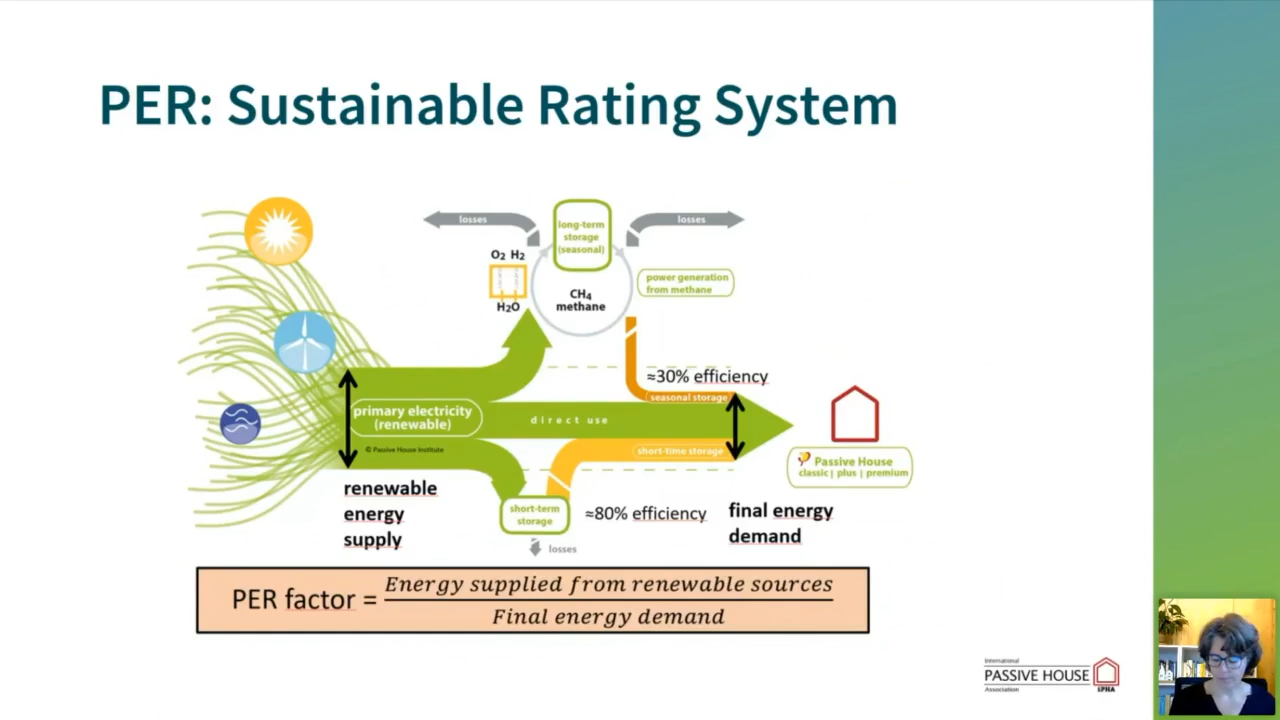 PER: Sustainable Rating System
losses
long-term
storage
(seasonal)
losses
O2 H2
H2O
CH4
methane
power generation
from methane
≈30% efficiency
seasonal storage
primary electricity
(renewable)
direct use
© Passive House Institute
short-time storage
Passive House
classic | plus | premium
renewable
energy
supply
short-term
storage
≈80% efficiency
final energy
demand
losses
PER factor = Energy supplied from renewable sources
Final energy demand
International
PASSIVE HOUSE
Association
iPHA